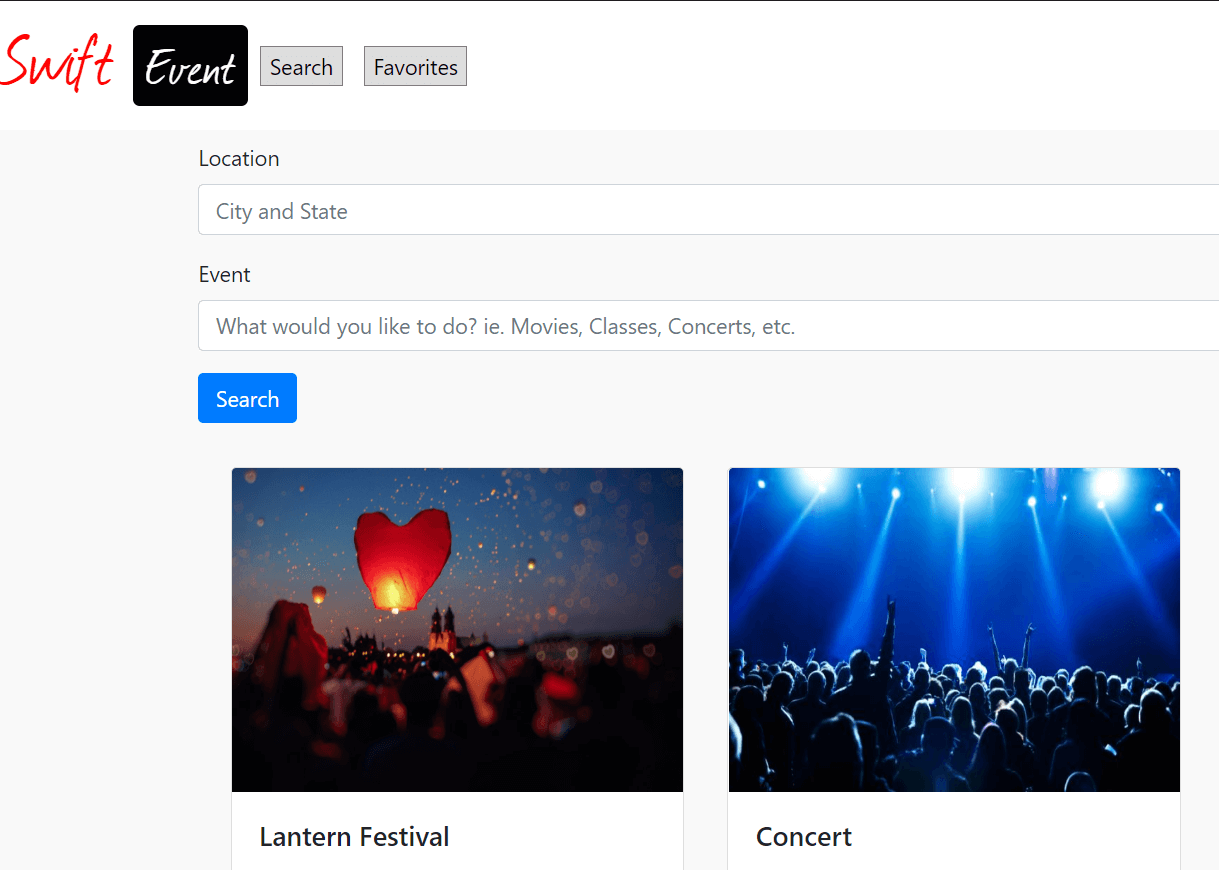 Swift Event Search Favorites
Location
City and State
Event
What would you like to do? ie. Movies, Classes, Concerts, etc.
Search
Lantern Festival Concert